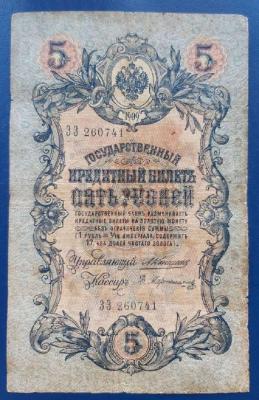 5 5
1909
ЗЗ 260741
ГОСУДАРСТВЕННЫЙ
КРЕДИТНЫЙ БИЛЕТЪ
ПЯТЬ РУБЛЕЙ
ГОСУДАРСТВЕННЫЙ БАНКЪ РАЗМѢНИВАЕТЪ
КРЕДИТНЫЕ БИЛЕТЫ НА ЗОЛОТУЮ МОНЕТУ
БЕЗЪ ОГРАНИЧЕНІЯ СУММЫ
(1 РУБЛЬ = 1/15 ИМПЕРІАЛА, СОДЕРЖИТЪ
17,424 ДОЛЕЙ ЧИСТАГО ЗОЛОТА).
Управляющій
Кассиръ
ЗЗ 260741
5